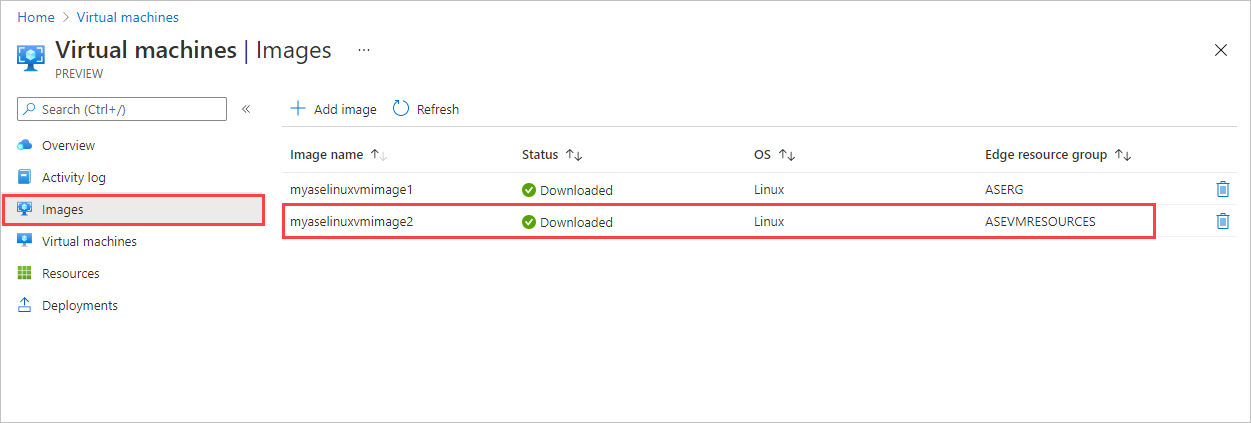 Home > Virtual machines
Virtual machines | Images ...
PREVIEW
Search (Ctrl+/) «
Add image Refresh
Overview
Activity log
Images
Virtual machines
Resources
Deployments
Image name Status OS Edge resource group
myaselinuxvmimage1 Downloaded Linux ASERG
myaselinuxvmimage2 Downloaded Linux ASEVMRESOURCES